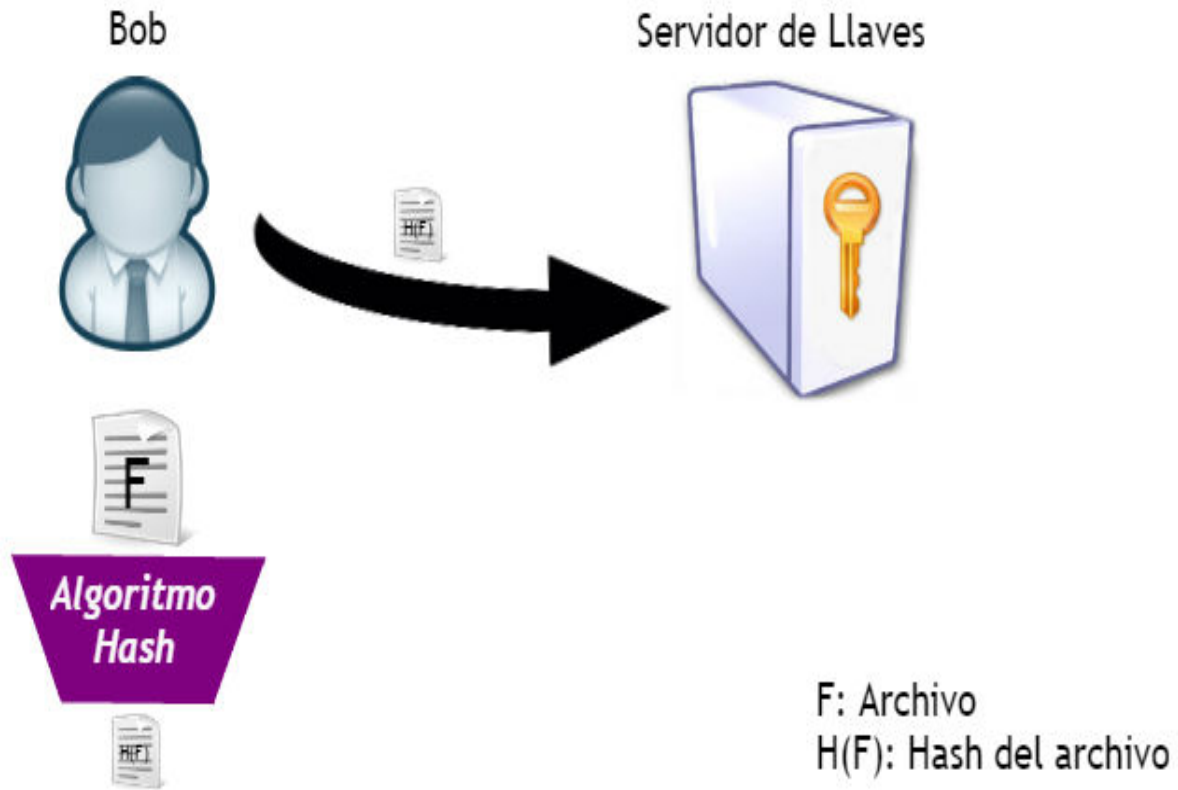 Bob
Servidor de Llaves
H(F)
F
Algoritmo
Hash
H(F)
F: Archivo
H(F): Hash del archivo